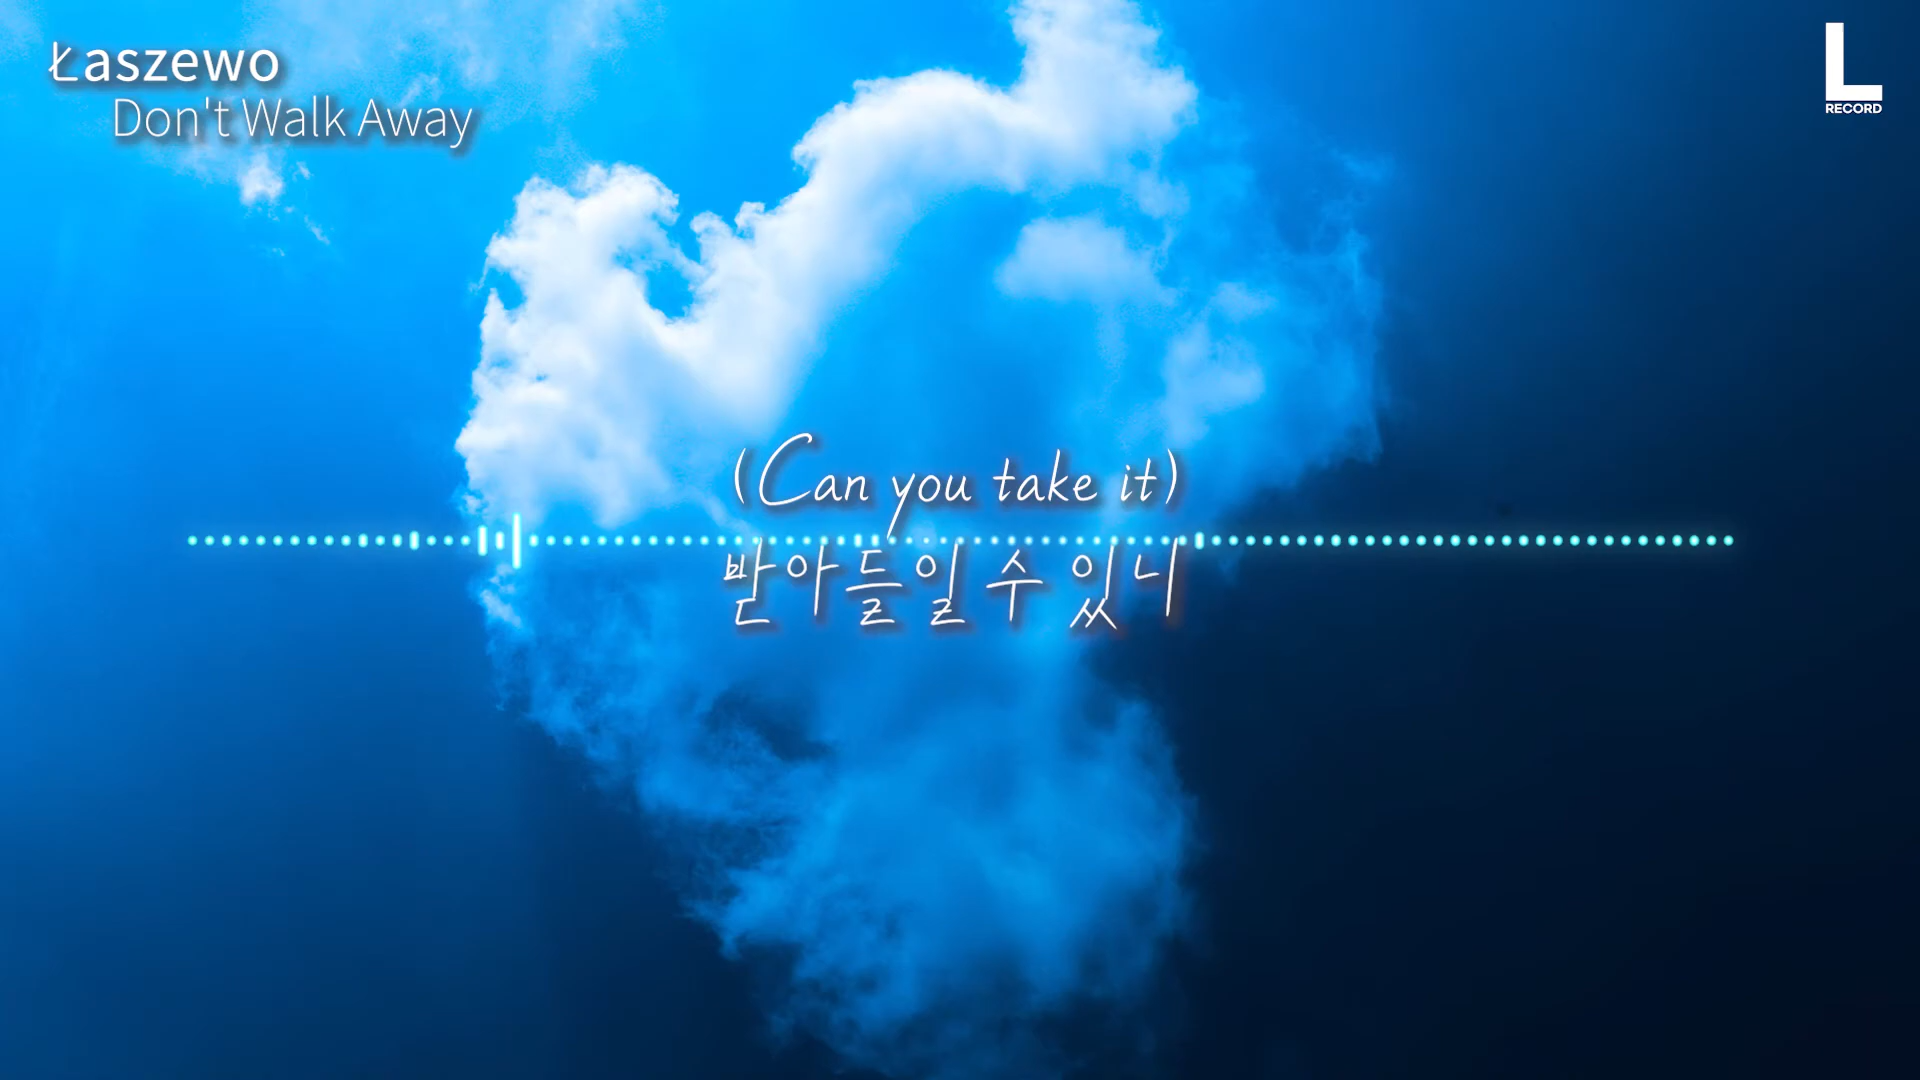 Łaszewo
Don't Walk Away
L
RECORD
(Can you take it)
받아들일 수 있니